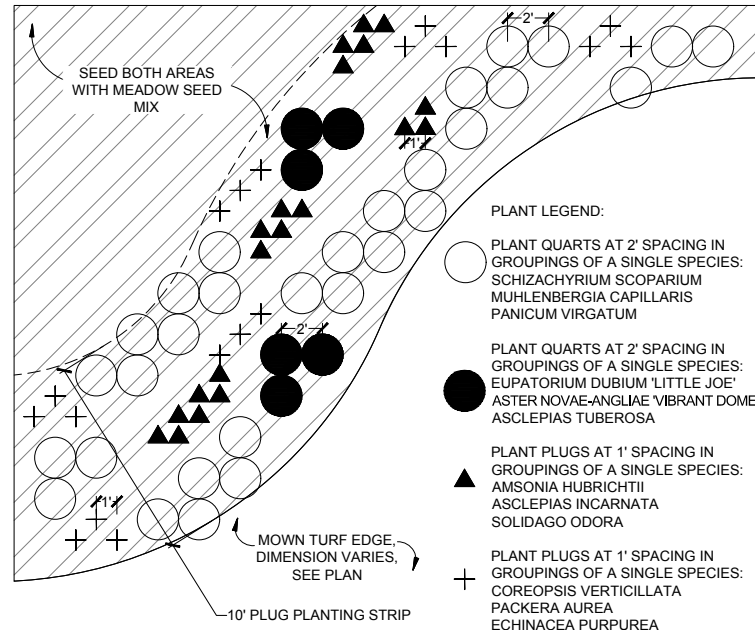 2'
SEED BOTH AREAS
WITH MEADOW SEED
MIX
1'
PLANT LEGEND:
PLANT QUARTS AT 2' SPACING IN
GROUPINGS OF A SINGLE SPECIES:
SCHIZACHYRIUM SCOPARIUM
MUHLENBERGIA CAPILLARIS
PANICUM VIRGATUM
2'
PLANT QUARTS AT 2' SPACING IN
GROUPINGS OF A SINGLE SPECIES:
EUPATORIUM DUBIUM 'LITTLE JOE'
ASTER NOVAE-ANGLIAE 'VIBRANT DOME'
ASCLEPIAS TUBEROSA
PLANT PLUGS AT 1' SPACING IN
GROUPINGS OF A SINGLE SPECIES:
AMSONIA HUBRICHTII
ASCLEPIAS INCARNATA
SOLIDAGO ODORA
1'
MOWN TURF EDGE,
DIMENSION VARIES,
SEE PLAN
PLANT PLUGS AT 1' SPACING IN
GROUPINGS OF A SINGLE SPECIES:
COREOPSIS VERTICILLATA
PACKERA AUREA
ECHINACEA PURPUREA
10' PLUG PLANTING STRIP